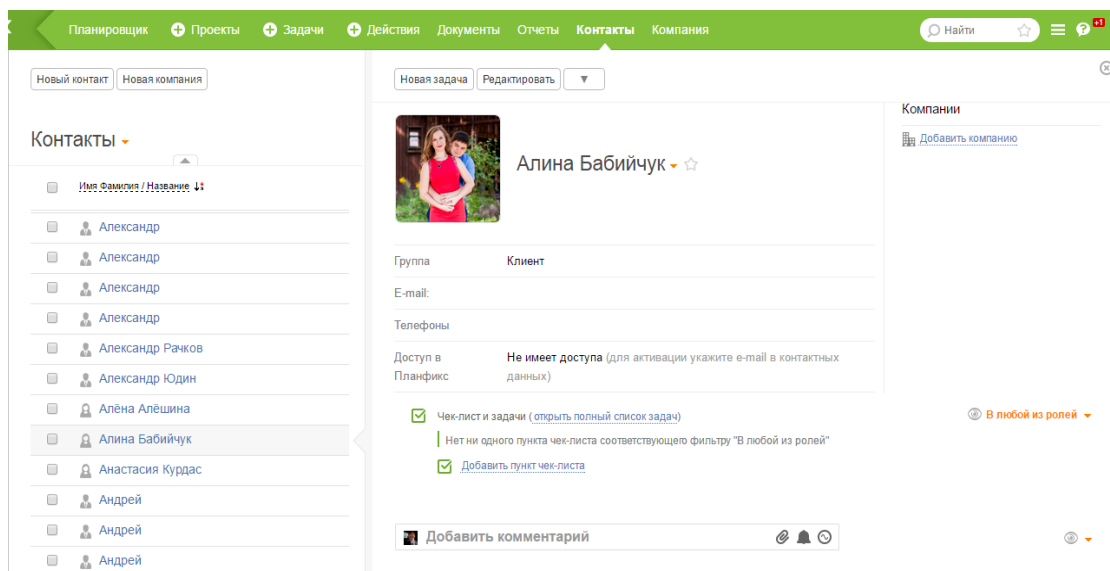 Планировщик Проекты Задачи Действия Документы Отчеты Контакты Компания Найти +1
Новый контакт Новая компания
Контакты
Имя Фамилия / Название
Александр
Александр
Александр
Александр
Александр Рачков
Александр Юдин
Алёна Алёшина
Алина Бабийчук
Анастасия Курдас
Андрей
Андрей
Андрей
Новая задача Редактировать
Алина Бабийчук
Группа Клиент
E-mail:
Телефоны
Доступ в Не имеет доступа (для активации укажите e-mail в контактных
Планфикс данных)
Чек-лист и задачи (открыть полный список задач)
В любой из ролей
Нет ни одного пункта чек-листа соответствующего фильтру "В любой из ролей"
Добавить пункт чек-листа
Добавить комментарий
Компании
Добавить компанию